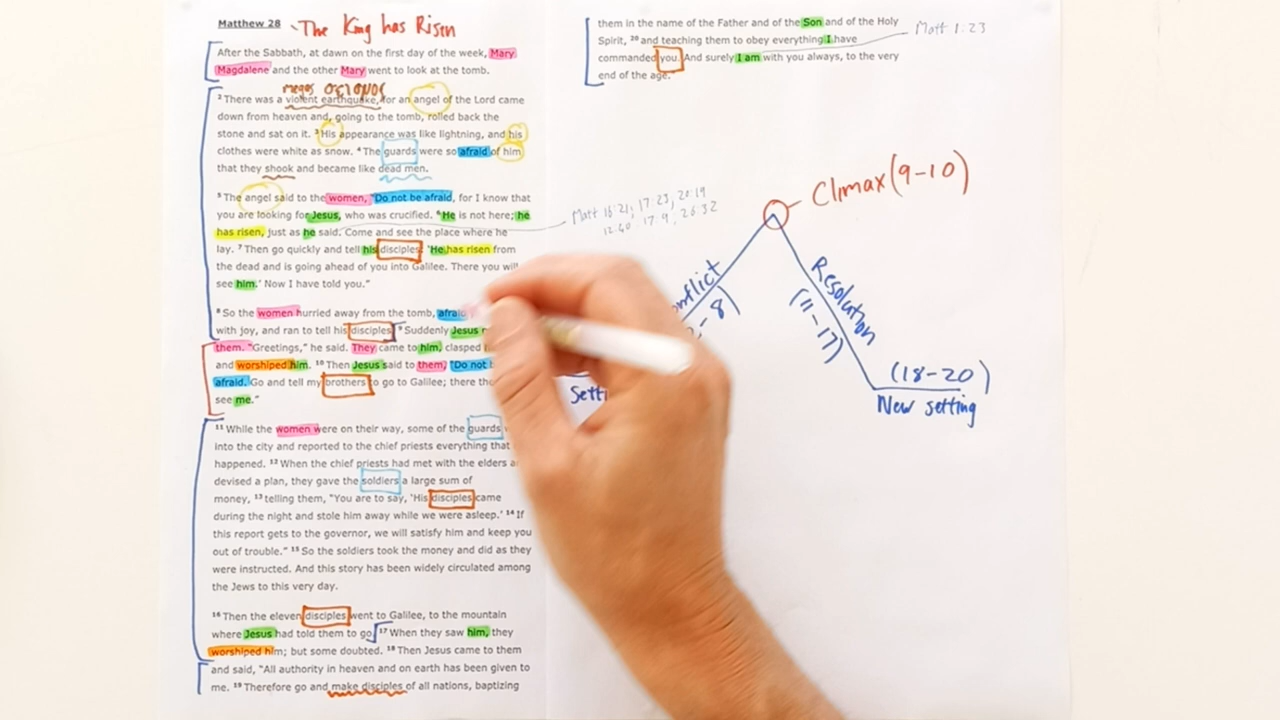 Matthew 28 The King has Risen
After the Sabbath, at dawn on the first day of the week, Mary
Magdalene and the other Mary went to look at the tomb.
megas σεισμος
2 There was a violent earthquake, for an angel of the Lord came
down from heaven and, going to the tomb, rolled back the
stone and sat on it. 3 His appearance was like lightning, and his
clothes were white as snow. 4 The guards were so afraid of him
that they shook and became like dead men.
5 The angel said to the women, "Do not be afraid, for I know that
you are looking for Jesus, who was crucified. 6 He is not here; he
has risen, just as he said. Come and see the place where he
lay. 7 Then go quickly and tell his disciples: 'He has risen from
the dead and is going ahead of you into Galilee. There you will
see him.' Now I have told you."
8 So the women hurried away from the tomb, afraid
with joy, and ran to tell his disciples. 9 Suddenly Jesus
them. "Greetings," he said. They came to him, clasped
and worshiped him. 10 Then Jesus said to them, "Do not
afraid. Go and tell my brothers to go to Galilee; there
see me."
11 While the women were on their way, some of the guards
into the city and reported to the chief priests everything that
happened. 12 When the chief priests had met with the elders
devised a plan, they gave the soldiers a large sum of
money, 13 telling them, "You are to say, 'His disciples came
during the night and stole him away while we were asleep.' 14 If
this report gets to the governor, we will satisfy him and keep you
out of trouble." 15 So the soldiers took the money and did as they
were instructed. And this story has been widely circulated among
the Jews to this very day.
16 Then the eleven disciples went to Galilee, to the mountain
where Jesus had told them to go. 17 When they saw him, they
worshiped him; but some doubted. 18 Then Jesus came to them
and said, "All authority in heaven and on earth has been given to
me. 19 Therefore go and make disciples of all nations, baptizing
them in the name of the Father and of the Son and of the Holy
Spirit, 20 and teaching them to obey everything I have
commanded you. And surely I am with you always, to the very
end of the age."
Matt 1:23
Matt 16:21, 17:23, 20:19
12:40, 17:9, 26:32
Climax (9-10)
nflict
-8)
Resolution
(11-17)
(18-20)
New setting
Setti